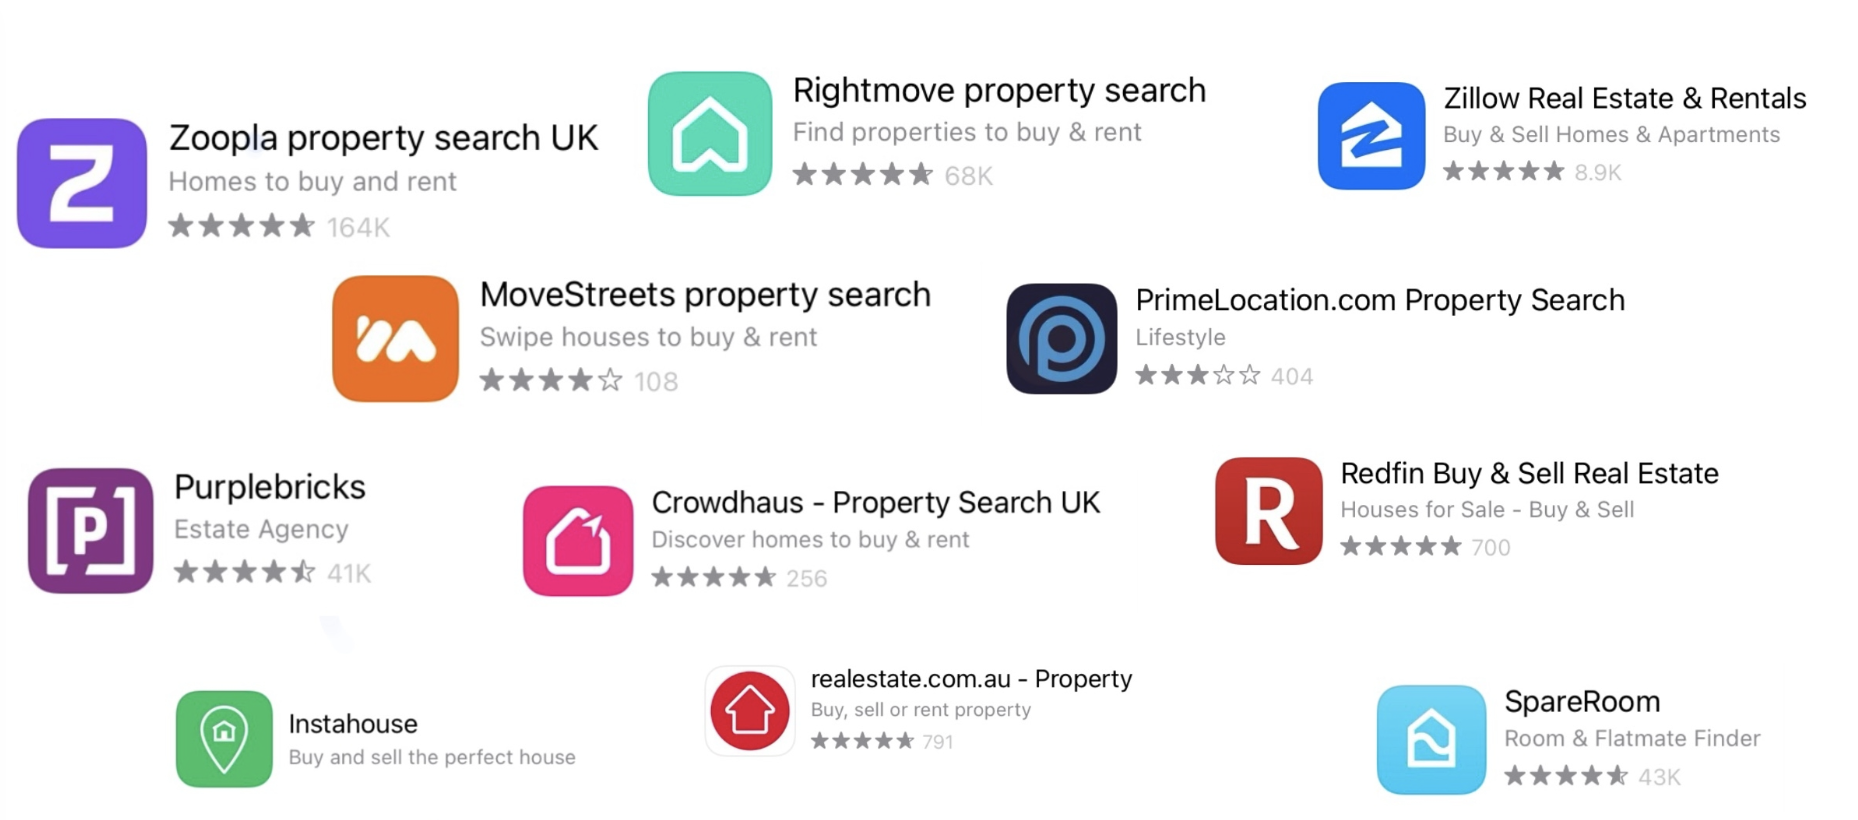 Zoopla property search UK
Homes to buy and rent
164K
Rightmove property search
Find properties to buy & rent
68K
Zillow Real Estate & Rentals
Buy & Sell Homes & Apartments
8.9K
MoveStreets property search
Swipe houses to buy & rent
108
PrimeLocation.com Property Search
Lifestyle
404
P
Purplebricks
Estate Agency
41K
Crowdhaus - Property Search UK
Discover homes to buy & rent
256
R
Redfin Buy & Sell Real Estate
Houses for Sale - Buy & Sell
700
Instahouse
Buy and sell the perfect house
realestate.com.au - Property
Buy, sell or rent property
791
SpareRoom
Room & Flatmate Finder
43K